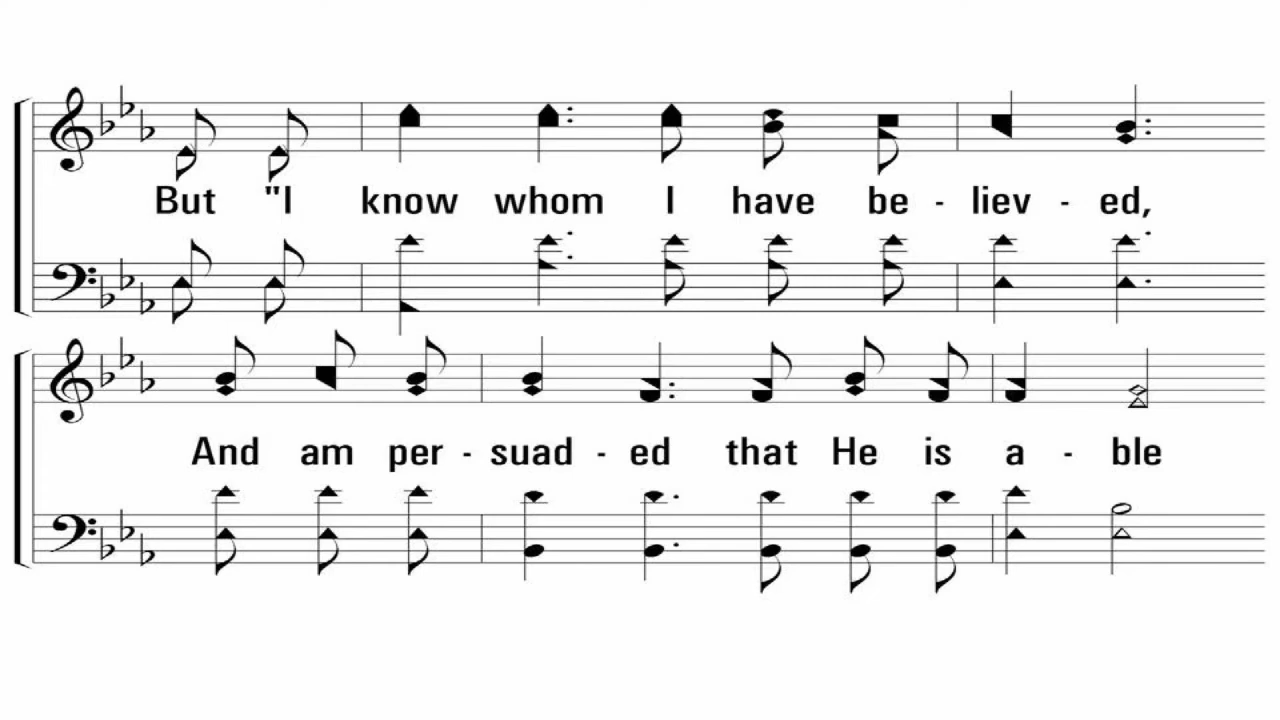 But "I know whom I have be - liev - ed,
And am per - suad - ed that He is a - ble